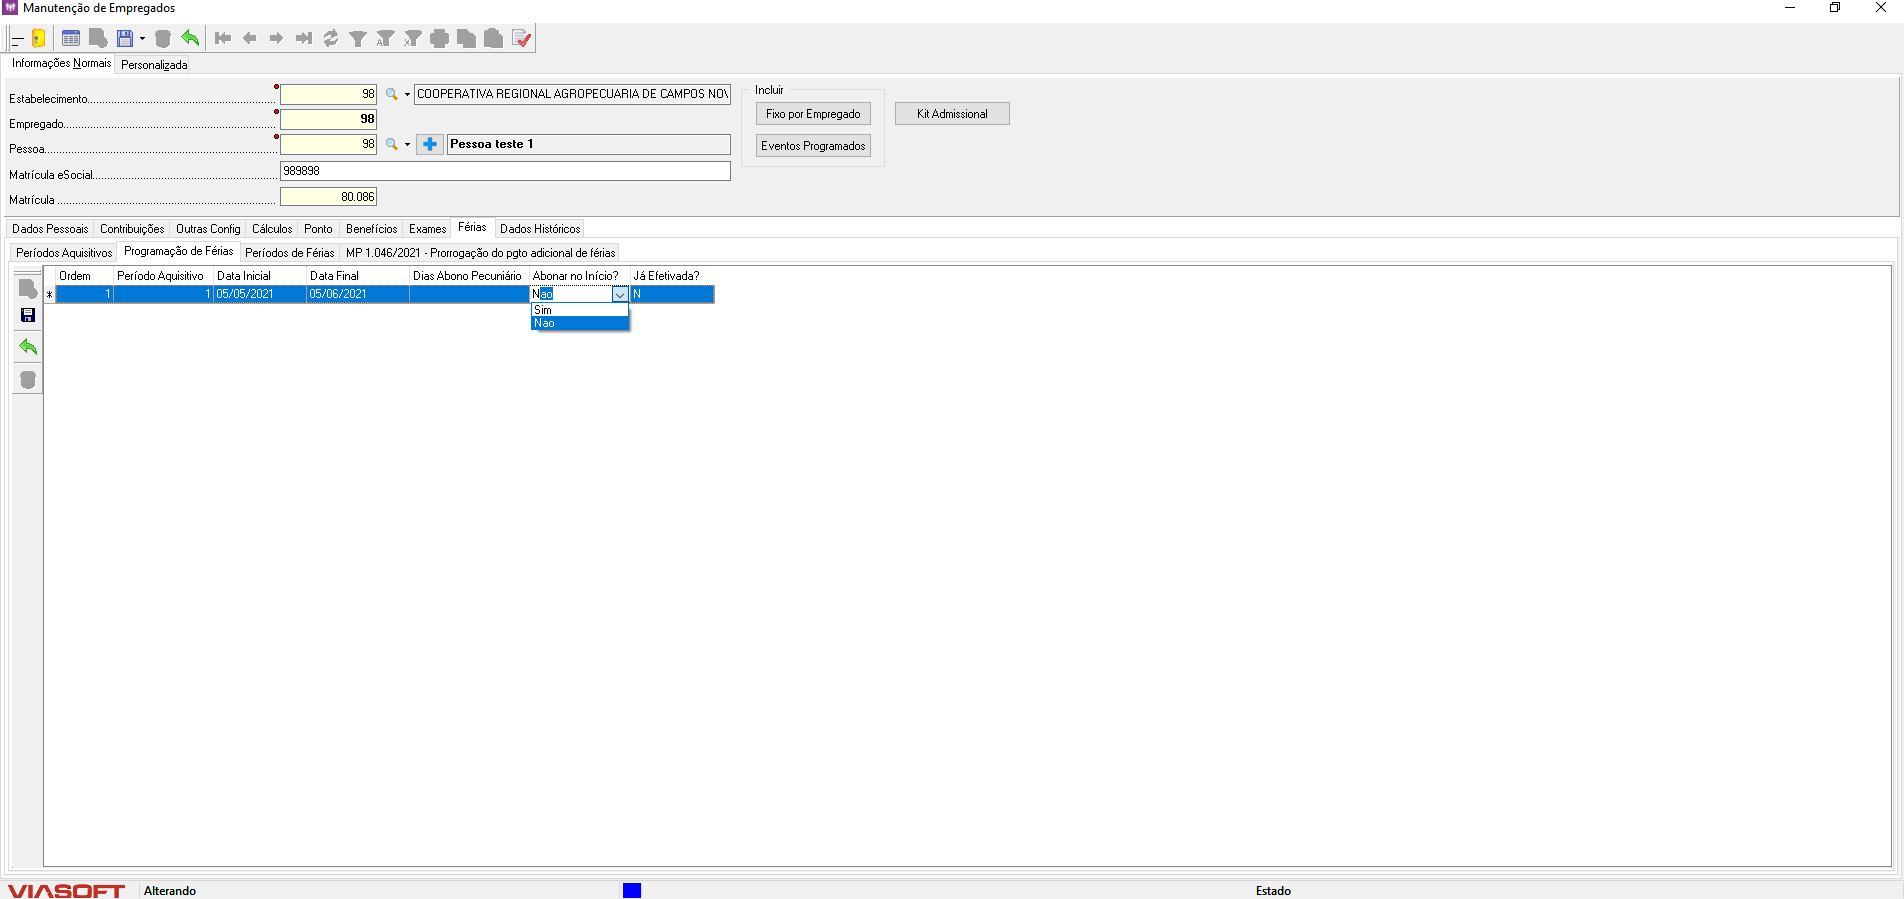 Manutenção de Empregados
Informações Normais Personalizada
Estabelecimento 98 COOPERATIVA REGIONAL AGROPECUARIA DE CAMPOS NOV
Empregado 98
Pessoa 98 Pessoa teste 1
Matrícula eSocial 989898
Matrícula 80.086
Incluir
Fixo por Empregado
Eventos Programados
Kit Admissional
Dados Pessoais Contribuições Outras Config Cálculos Ponto Benefícios Exames Férias Dados Históricos
Períodos Aquisitivos Programação de Férias Períodos de Férias MP 1.046/2021 - Prorrogação do pgto adicional de férias
Ordem Período Aquisitivo Data Inicial Data Final Dias Abono Pecuniário Abonar no Início? Já Efetivada?
* 1 1 05/05/2021 05/06/2021 Nao N
Sim
Nao
VIASOFT Alterando Estado